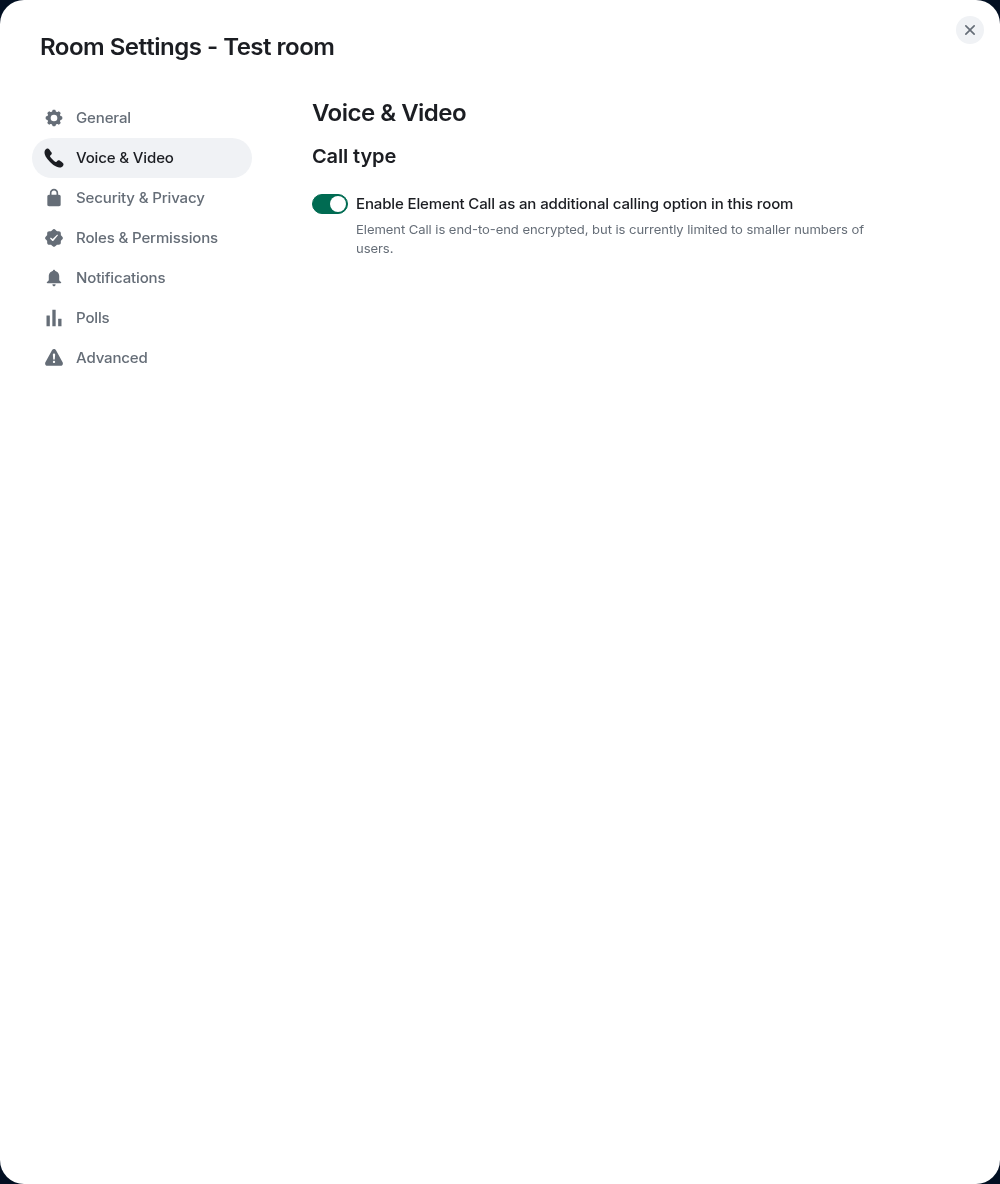 Room Settings - Test room
General
Voice & Video
Security & Privacy
Roles & Permissions
Notifications
Polls
Advanced
Voice & Video
Call type
Enable Element Call as an additional calling option in this room
Element Call is end-to-end encrypted, but is currently limited to smaller numbers of
users.